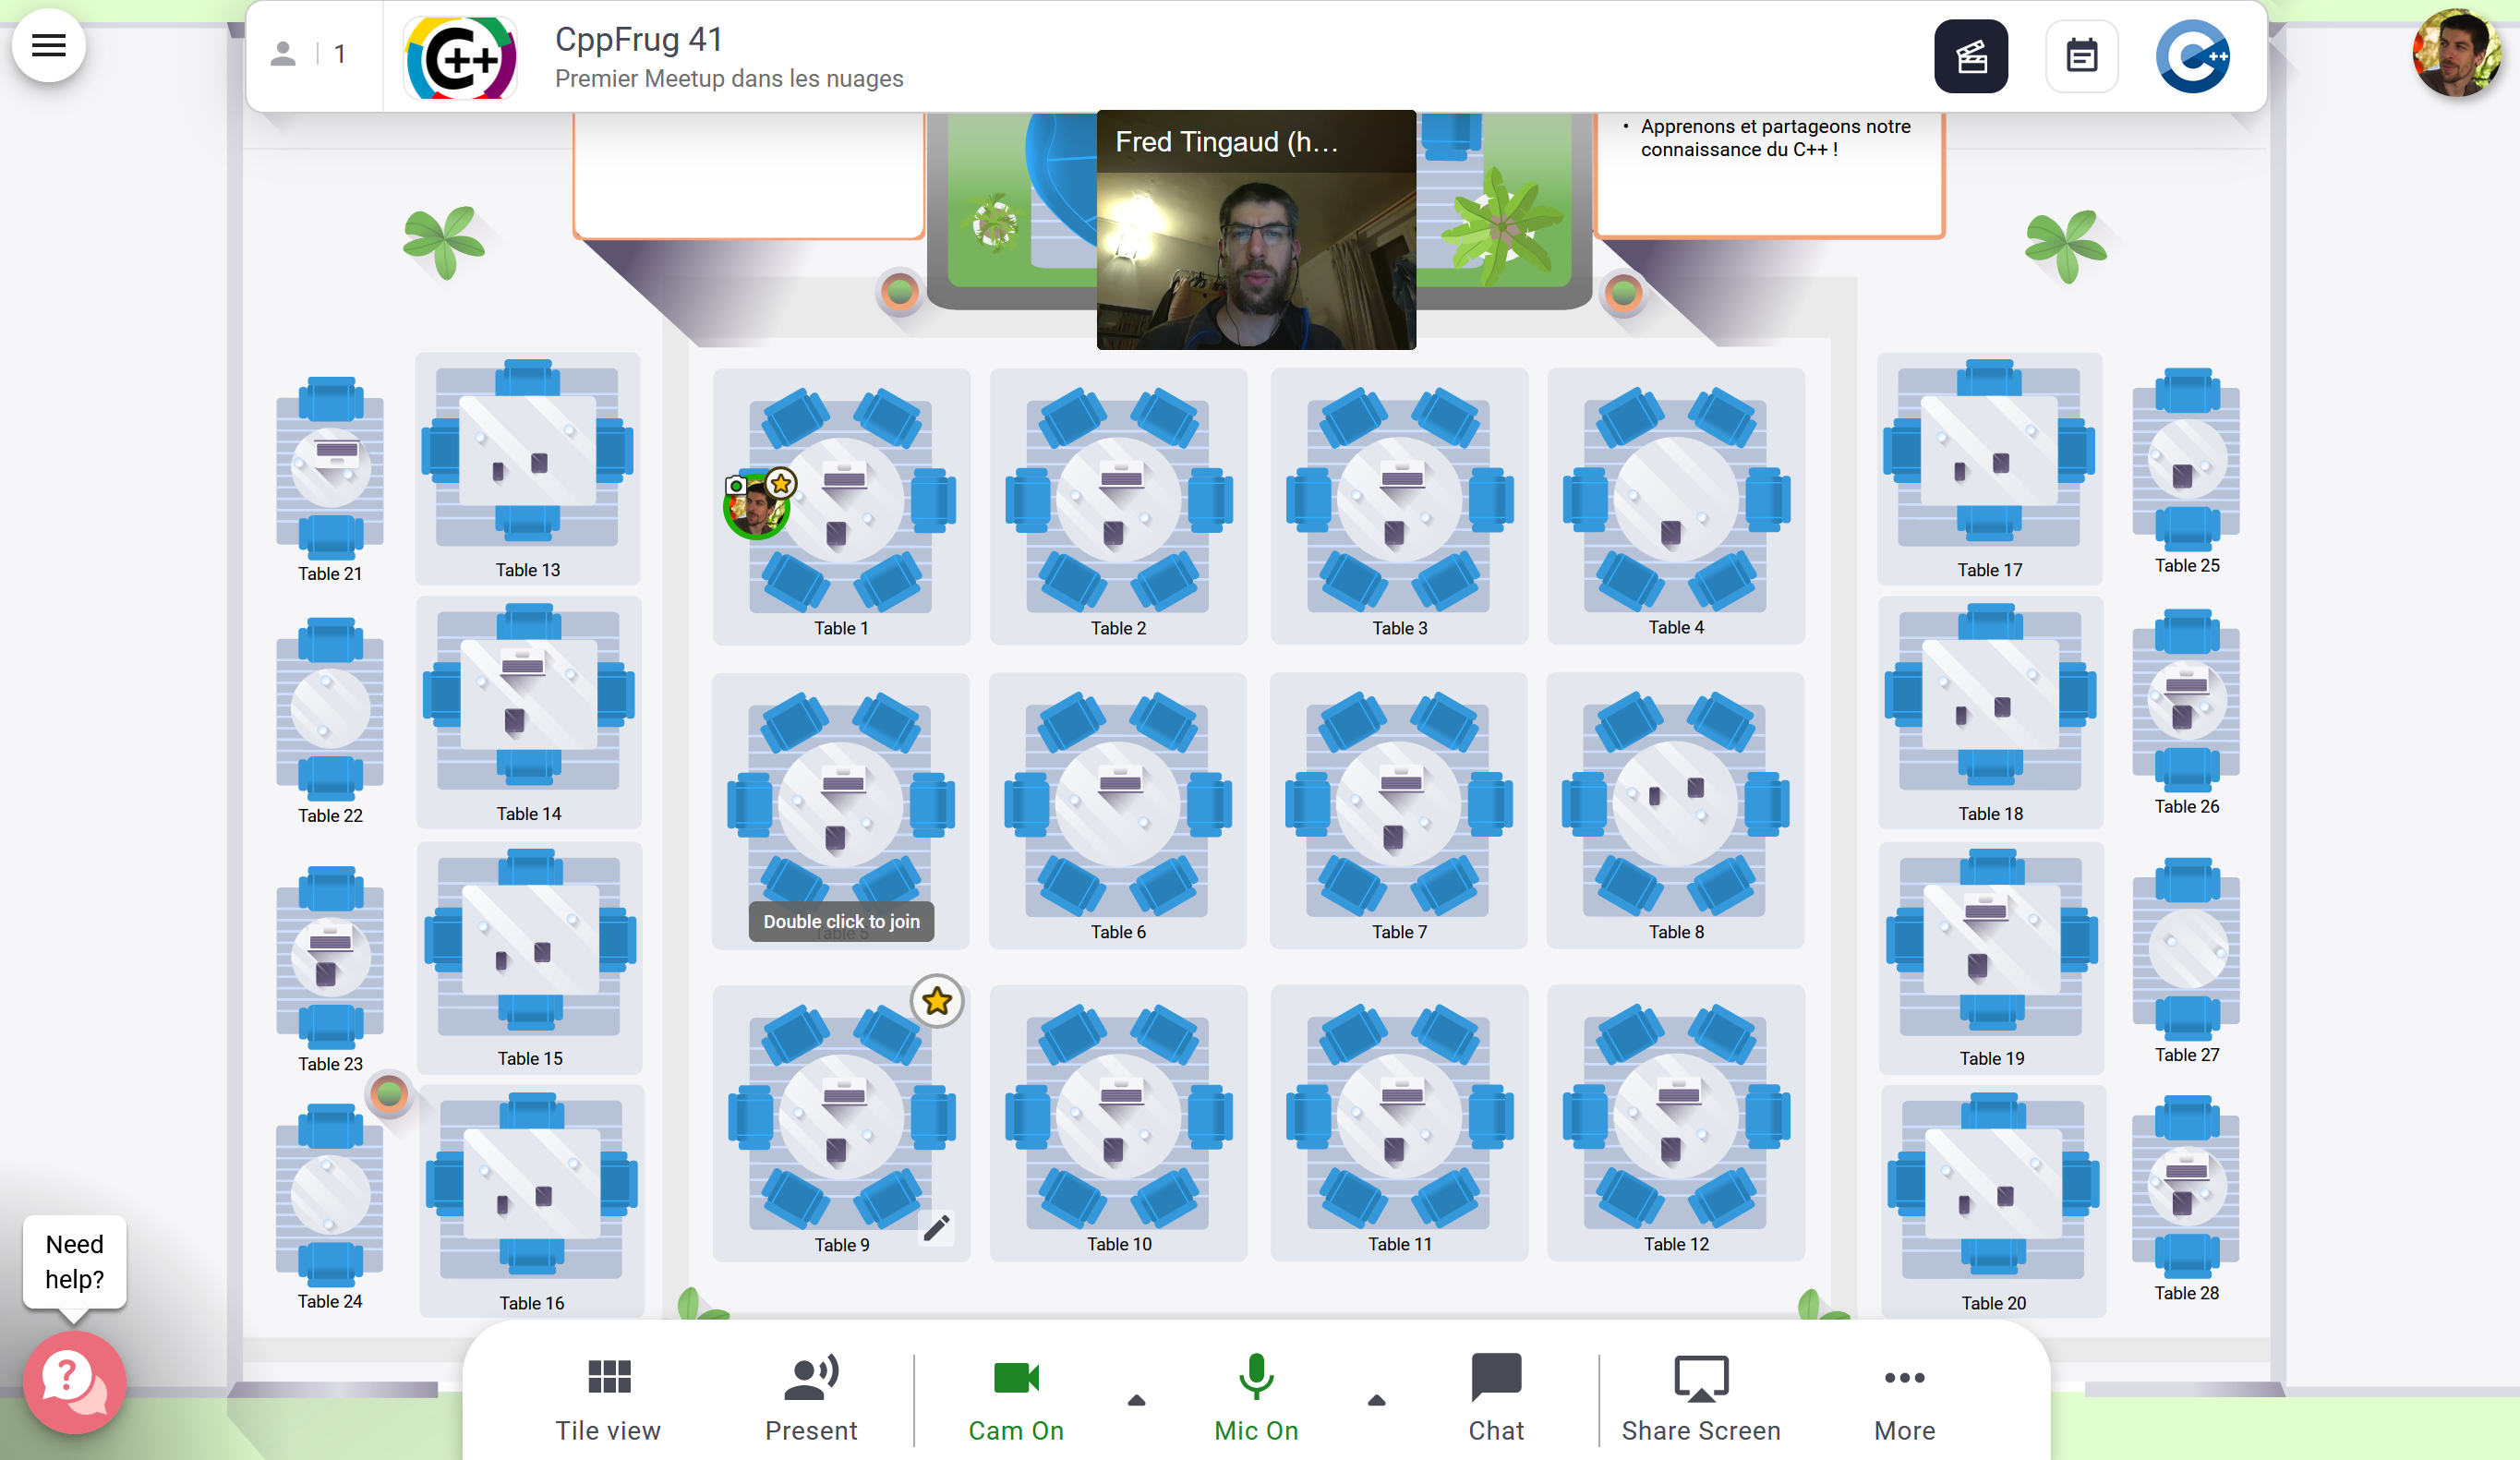 1
C++
CppFrug 41
Premier Meetup dans les nuages
C++
Fred Tingaud (h...
• Apprenons et partageons notre
connaissance du C++ !
Table 21
Table 13
Table 1
Table 2
Table 3
Table 4
Table 17
Table 25
Table 22
Table 14
Double click to join
Table 5
Table 6
Table 7
Table 8
Table 18
Table 26
Table 23
Table 15
Table 19
Table 27
Table 24
Table 16
Table 9
Table 10
Table 11
Table 12
Table 20
Table 28
Need
help?
?
Tile view
Present
Cam On
Mic On
Chat
Share Screen
More